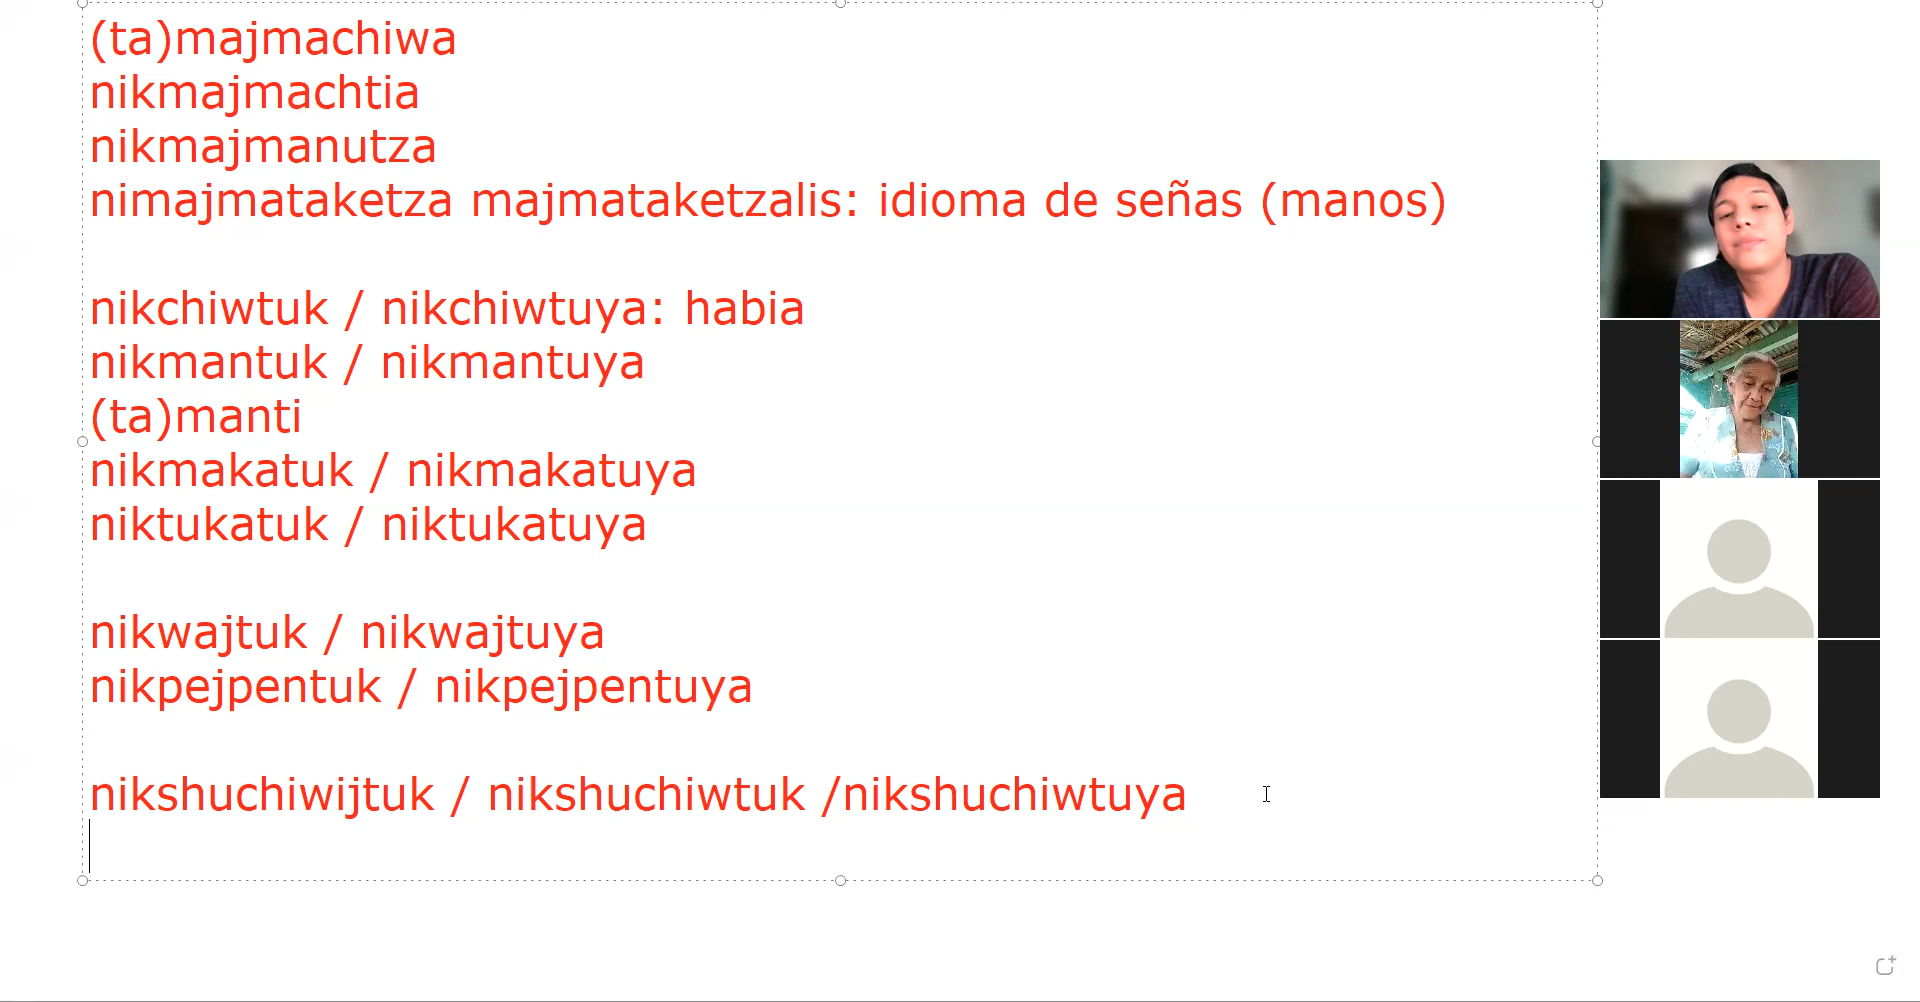 (ta)majmachiwa
nikmajmachtia
nikmajmanutza
nimajmataketza majmataketzalis: idioma de señas (manos)
nikchiwtuk / nikchiwtuya: habia
nikmantuk / nikmantuya
(ta)manti
nikmakatuk / nikmakatuya
niktukatuk / niktukatuya
nikwajtuk / nikwajtuya
nikpejpentuk / nikpejpentuya
nikshuchiwijtuk / nikshuchiwtuk /nikshuchiwtuya